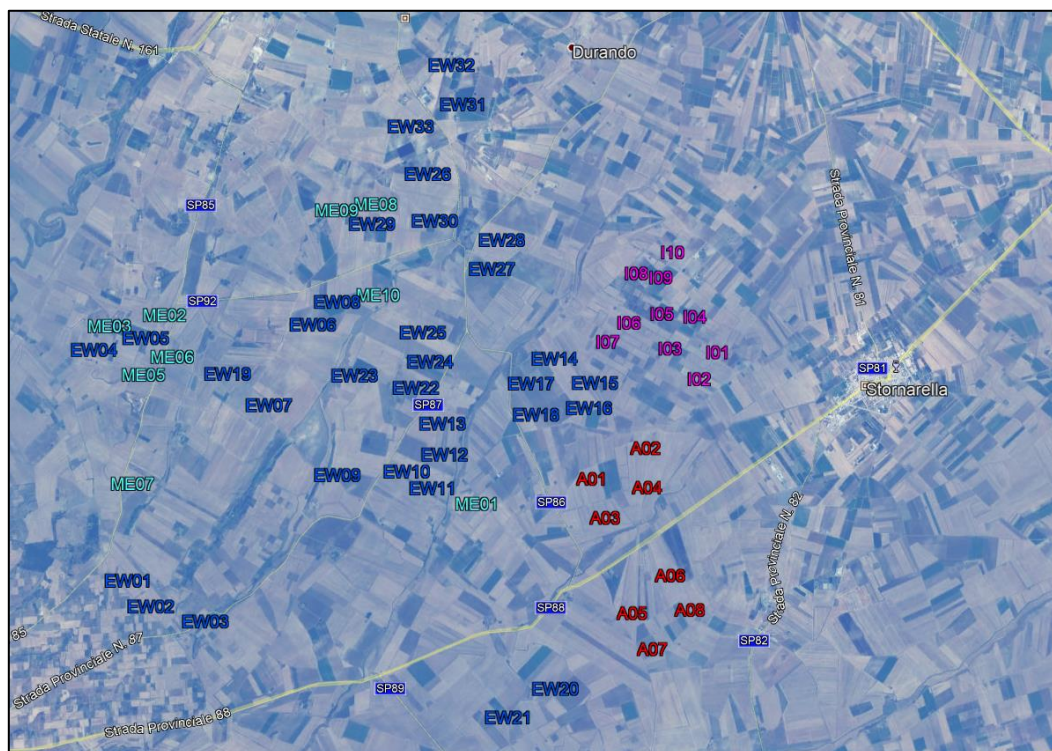 Strada Statale N. 161
Durando
EW32
EW31
EW33
EW26
SP85
ME09
ME08
EW29
EW30
EW28
EW27
Strada Provinciale N. 81
I10
I08
I09
SP92
EW08
ME10
ME02
ME03
EW06
EW05
EW04
ME06
ME05
EW19
EW25
EW24
EW23
EW22
SP87
EW07
EW13
I05
I04
I06
I07
I03
I01
I02
EW14
EW17
EW15
EW18
EW16
SP81
Stornarella
EW12
EW10
EW09
EW11
ME01
ME07
SP86
A02
A01
A04
A03
Strada Provinciale N. 82
EW01
EW02
EW03
SP88
A06
A05
A08
A07
SP82
85
Strada Provinciale N. 87
SP89
EW20
EW21
Strada Provinciale 88